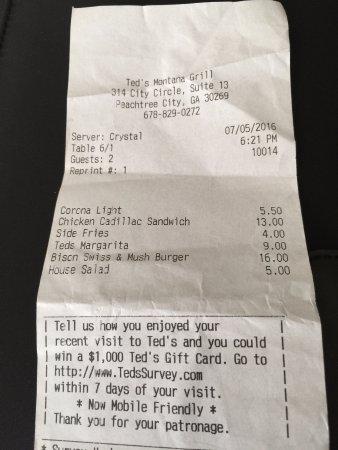 Ted's Montana Grill
314 City Circle, Suite 13
Peachtree City, GA 30269
678-829-0272
Server: Crystal 07/05/2016
Table 6/1 6:21 PM
Guests: 2 10014
Reprint #: 1
Corona Light 5.50
Chicken Cadillac Sandwich 13.00
Side Fries 4.00
Teds Margarita 9.00
Bison Swiss & Mush Burger 16.00
House Salad 5.00
| Tell us how you enjoyed your |
| recent visit to Ted's and you could |
| win a $1,000 Ted's Gift Card. Go to |
| http://www.TedsSurvey.com |
| within 7 days of your visit. |
| * Now Mobile Friendly * |
| Thank you for your patronage. |